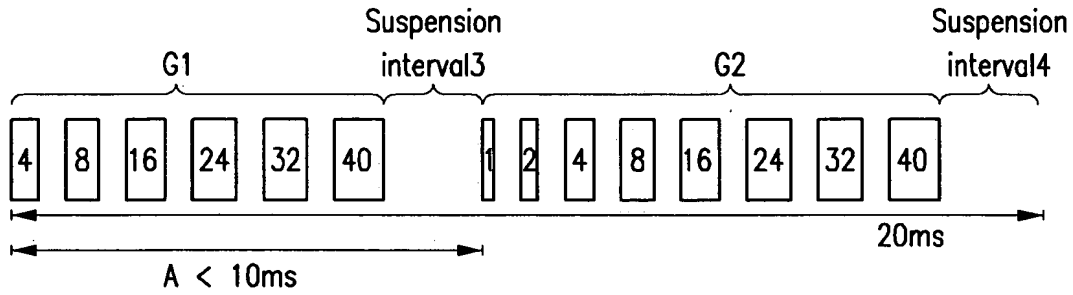 Suspension
interval3
Suspension
interval4
G1
G2
4 8 16 24 32 40 1 2 4 8 16 24 32 40
20ms
A < 10ms